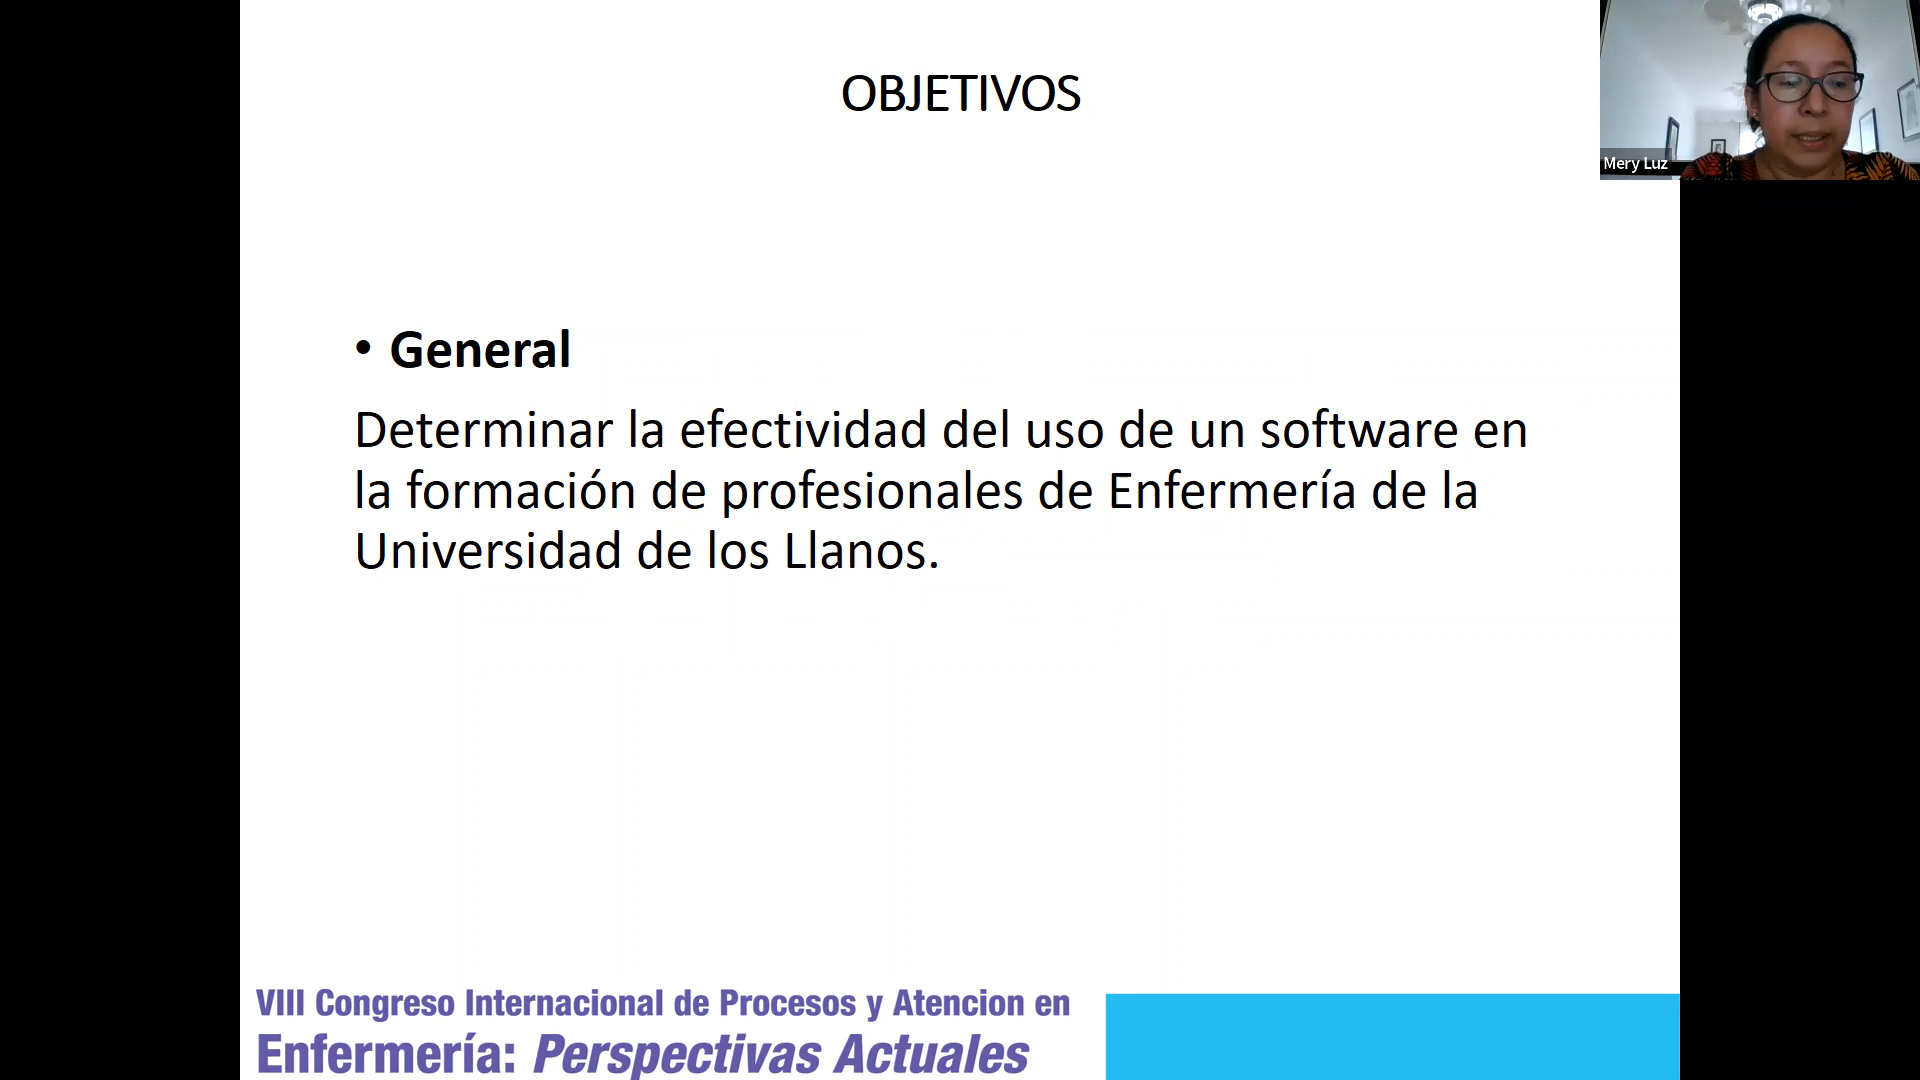 OBJETIVOS
Mery Luz
• General
Determinar la efectividad del uso de un software en
la formación de profesionales de Enfermería de la
Universidad de los Llanos.
VIII Congreso Internacional de Procesos y Atencion en
Enfermería: Perspectivas Actuales